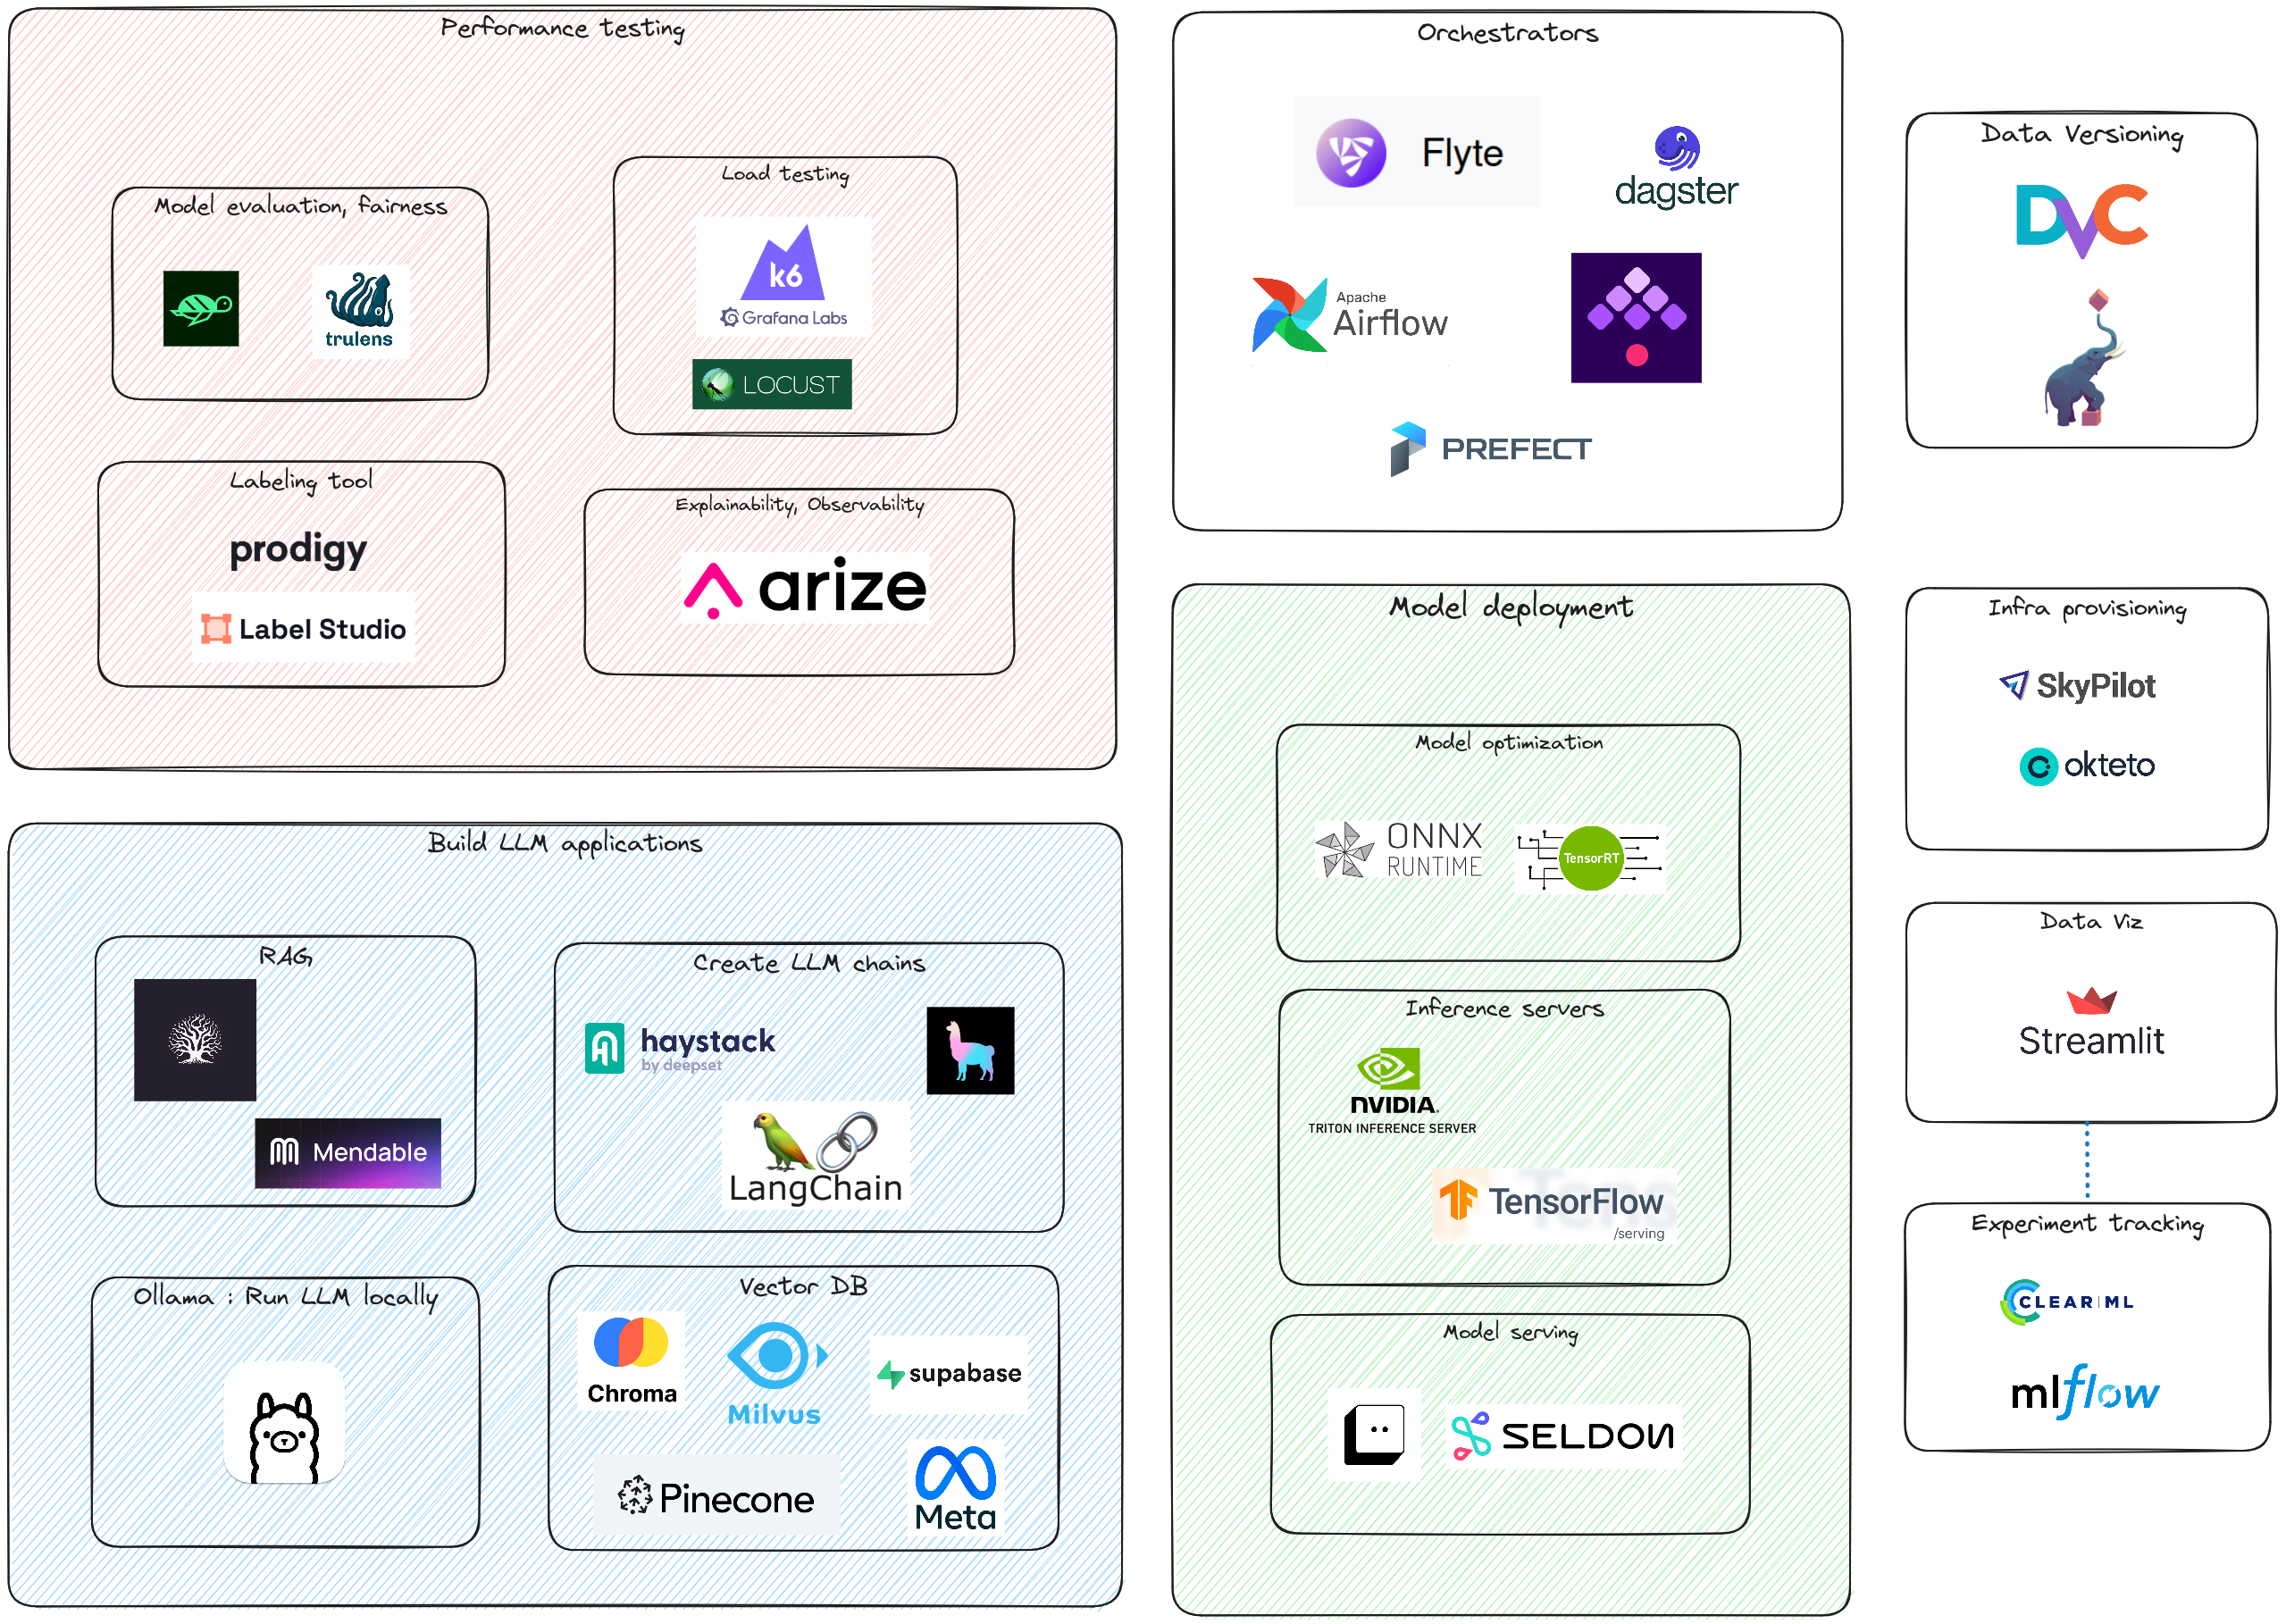 Performance testing
Model evaluation, fairness
trulens
Load testing
k6
Grafana Labs
LOCUST
Labeling tool
prodigy
Label Studio
Explainability, Observability
arize
Build LLM applications
RAG
Mendable
Create LLM chains
haystack
by deepset
LangChain
Ollama : Run LLM locally
Vector DB
Chroma
Milvus
supabase
Pinecone
Meta
Orchestrators
Flyte
dagster
Apache
Airflow
PREFECT
Model deployment
Model optimization
ONNX
RUNTIME
TensorRT
Inference servers
NVIDIA.
TRITON INFERENCE SERVER
TensorFlow
/serving
Model serving
SELDON
Data Versioning
DVC
Infra provisioning
SkyPilot
okteto
Data Viz
Streamlit
Experiment tracking
CLEAR|ML
mlflow